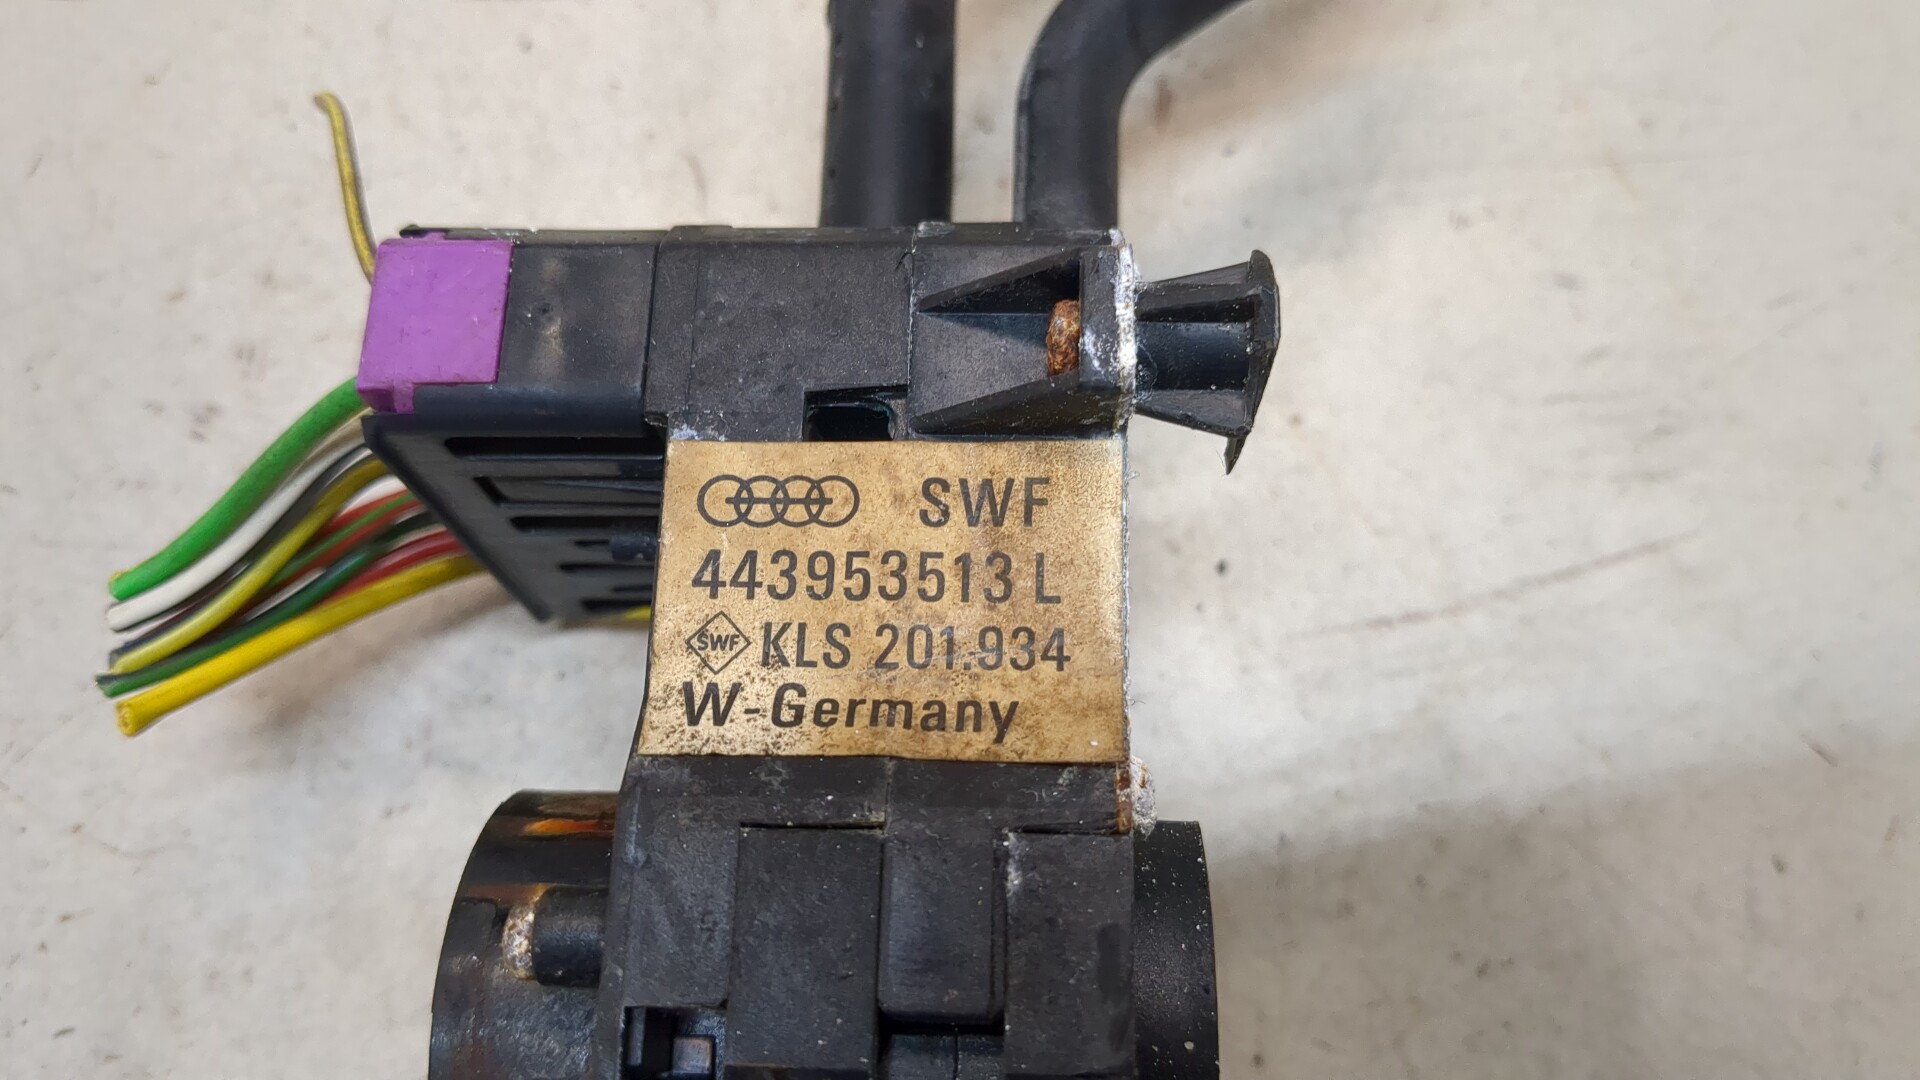 SWF
443953513 L
SWF KLS 201.934
W-Germany